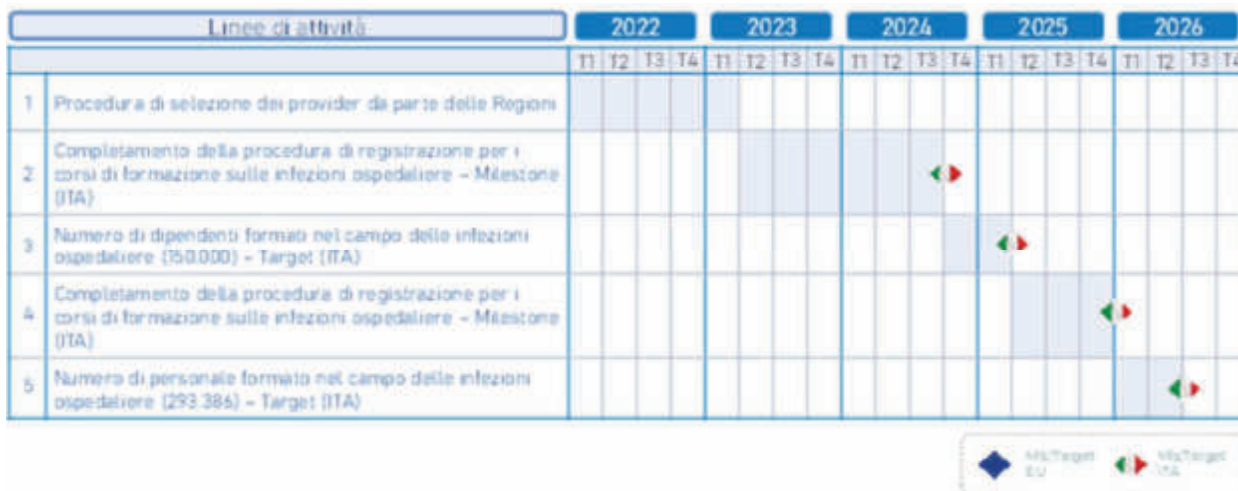 Linee di attività
2022 2023 2024 2025 2026
T1 T2 T3 T4 T1 T2 T3 T4 T1 T2 T3 T4 T1 T2 T3 T4 T1 T2 T3 T4
1 Procedura di selezione dei provider da parte delle Regioni
Completamento della procedura di registrazione per i
2 corsi di formazione sulle infezioni ospedaliere – Milestone
(ITA)
3 Numero di dipendenti formati nel campo delle infezioni
ospedaliere (150.000) – Target (ITA)
Completamento della procedura di registrazione per i
4 corsi di formazione sulle infezioni ospedaliere – Milestone
(ITA)
5 Numero di personale formato nel campo delle infezioni
ospedaliere (293.386) – Target (ITA)
Mls/Target
EU
Mls/Target
ITA